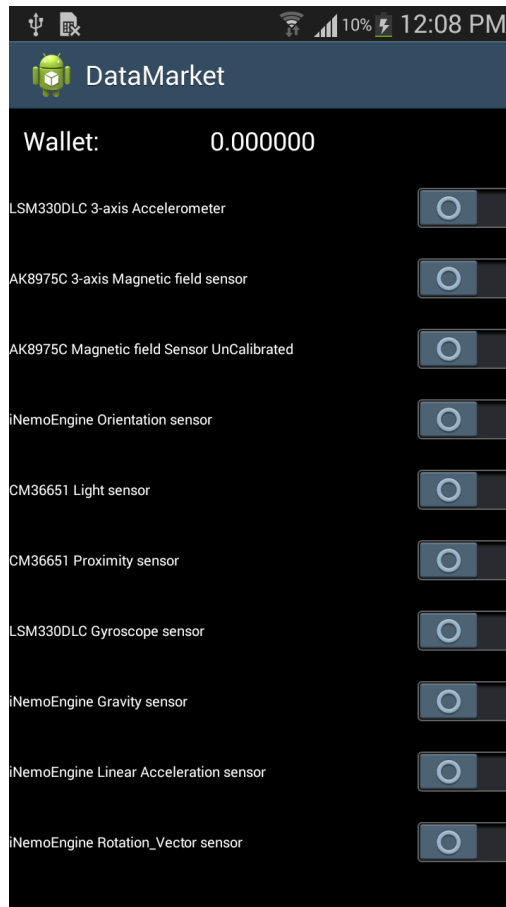 10% 12:08 PM
DataMarket
Wallet: 0.000000
LSM330DLC 3-axis Accelerometer
AK8975C 3-axis Magnetic field sensor
AK8975C Magnetic field Sensor UnCalibrated
iNemoEngine Orientation sensor
CM36651 Light sensor
CM36651 Proximity sensor
LSM330DLC Gyroscope sensor
iNemoEngine Gravity sensor
iNemoEngine Linear Acceleration sensor
iNemoEngine Rotation_Vector sensor